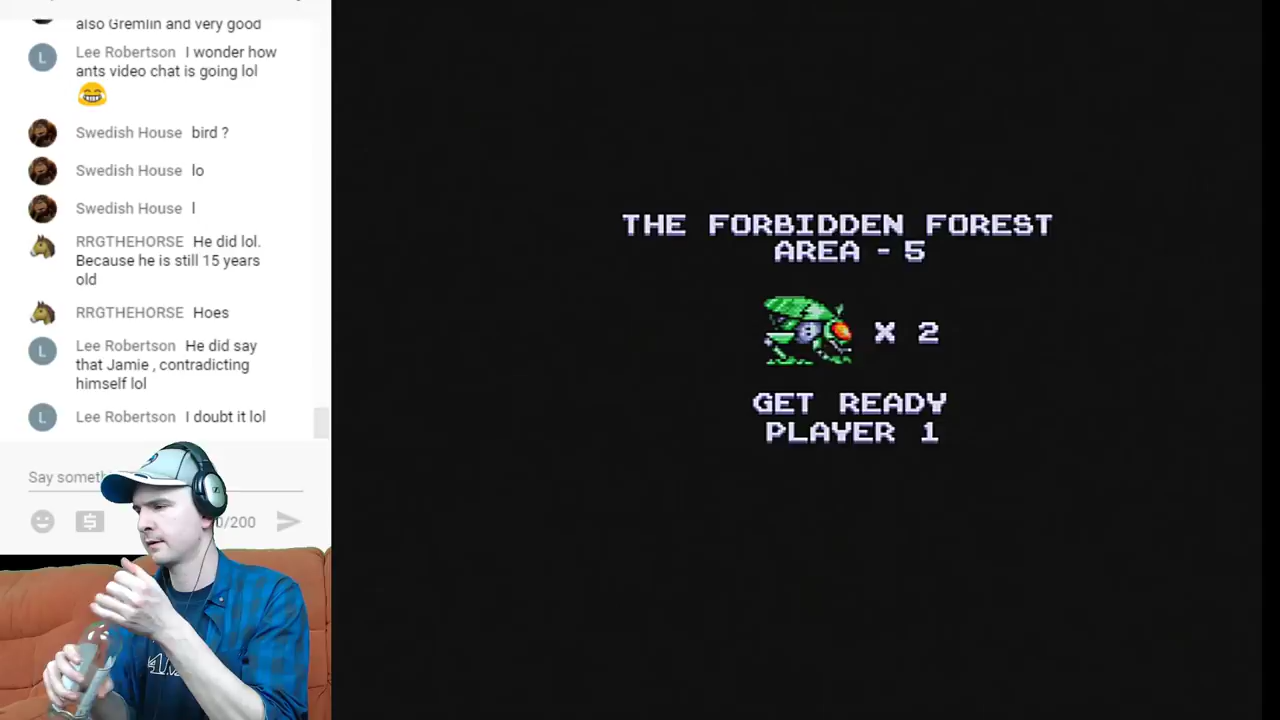 also Gremlin and very good
Lee Robertson I wonder how
ants video chat is going lol
Swedish House bird ?
Swedish House lo
Swedish House l
RRGTHEHORSE He did lol.
Because he is still 15 years
old
RRGTHEHORSE Hoes
Lee Robertson He did say
that Jamie , contradicting
himself lol
Lee Robertson I doubt it lol
Say
0/200
THE FORBIDDEN FOREST
AREA - 5
X 2
GET READY
PLAYER 1